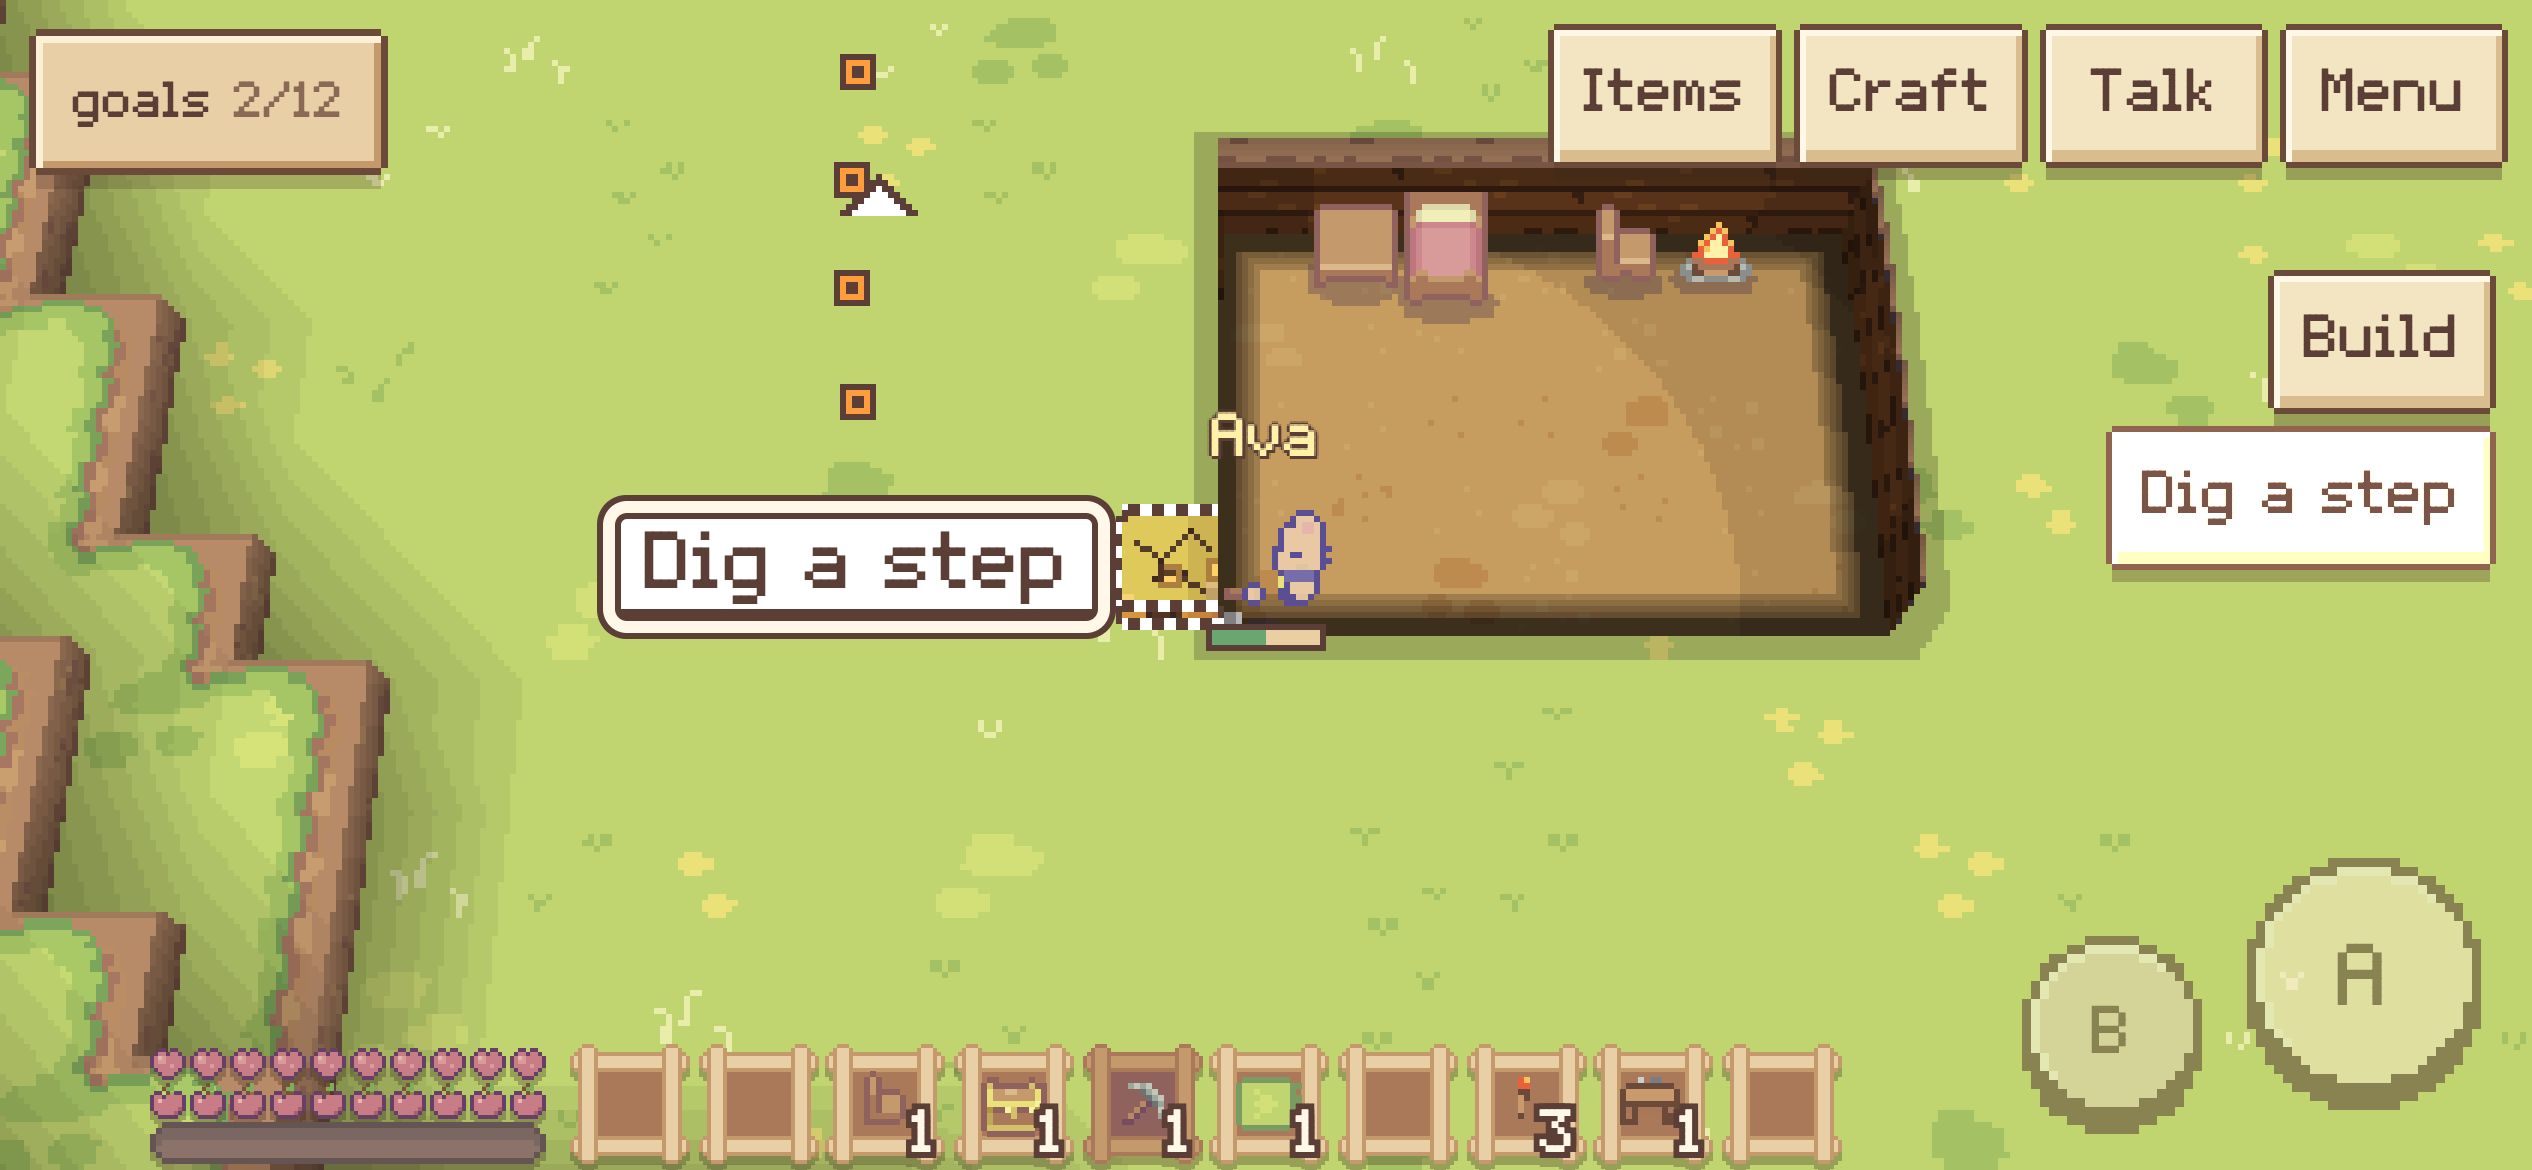 goals 2/12
Items
Craft
Talk
Menu
Build
Ava
Dig a step
Dig a step
A
B
1
1
1
1
3
1